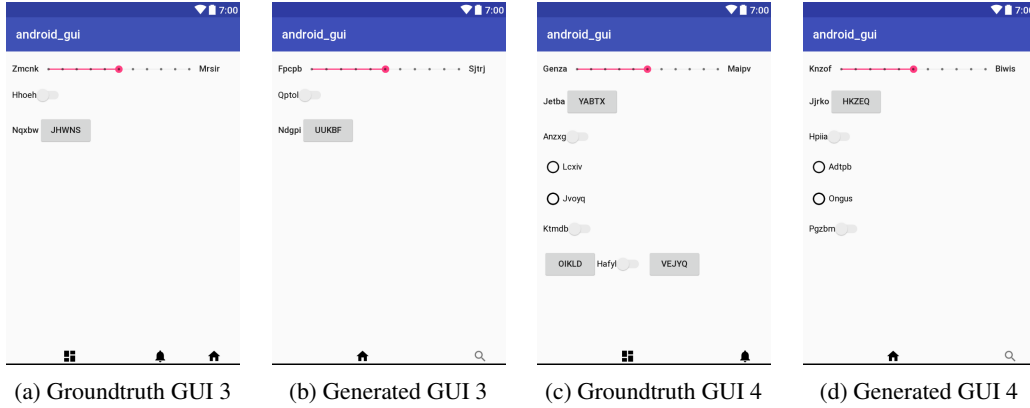 7:00
android_gui
Zmcnk Mrsir
Hhoeh
Nqxbw JHWNS
(a) Groundtruth GUI 3
7:00
android_gui
Fpcpb Sjtrj
Qptol
Ndgpi UUKBF
(b) Generated GUI 3
7:00
android_gui
Genza Maipv
Jetba YABTX
Anzxg
Lcxiv
Jvoyq
Ktmdb
OIKLD Hafyl VEJYQ
(c) Groundtruth GUI 4
7:00
android_gui
Knzof Biwis
Jjrko HKZEQ
Hpiia
Adtpb
Ongus
Pgzbm
(d) Generated GUI 4